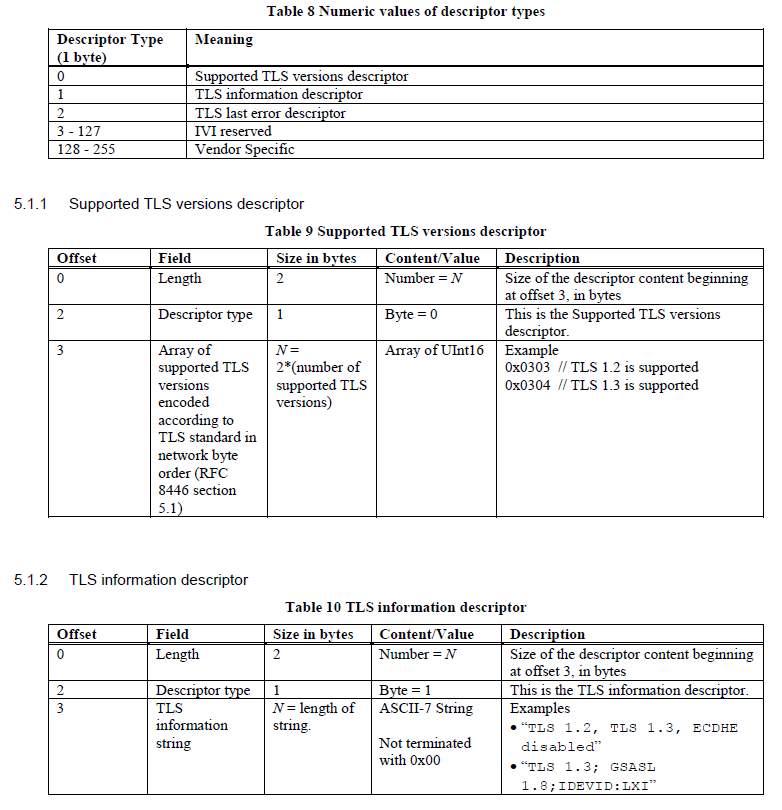 Table 8 Numeric values of descriptor types
Descriptor Type Meaning
(1 byte)
0 Supported TLS versions descriptor
1 TLS information descriptor
2 TLS last error descriptor
3 - 127 IVI reserved
128 - 255 Vendor Specific
5.1.1 Supported TLS versions descriptor
Table 9 Supported TLS versions descriptor
Offset Field Size in bytes Content/Value Description
0 Length 2 Number = N Size of the descriptor content beginning
at offset 3, in bytes
2 Descriptor type 1 Byte = 0 This is the Supported TLS versions
descriptor.
3 Array of N = Array of UInt16 Example
supported TLS 2*(number of 0x0303 // TLS 1.2 is supported
versions supported TLS 0x0304 // TLS 1.3 is supported
encoded versions)
according to
TLS standard in
network byte
order (RFC
8446 section
5.1)
5.1.2 TLS information descriptor
Table 10 TLS information descriptor
Offset Field Size in bytes Content/Value Description
0 Length 2 Number = N Size of the descriptor content beginning
at offset 3, in bytes
2 Descriptor type 1 Byte = 1 This is the TLS information descriptor.
3 TLS N = length of ASCII-7 String Examples
information string. • “TLS 1.2, TLS 1.3, ECDHE
string Not terminated disabled”
with 0x00 • “TLS 1.3; GSASL
1.8;IDEVID:LXI”